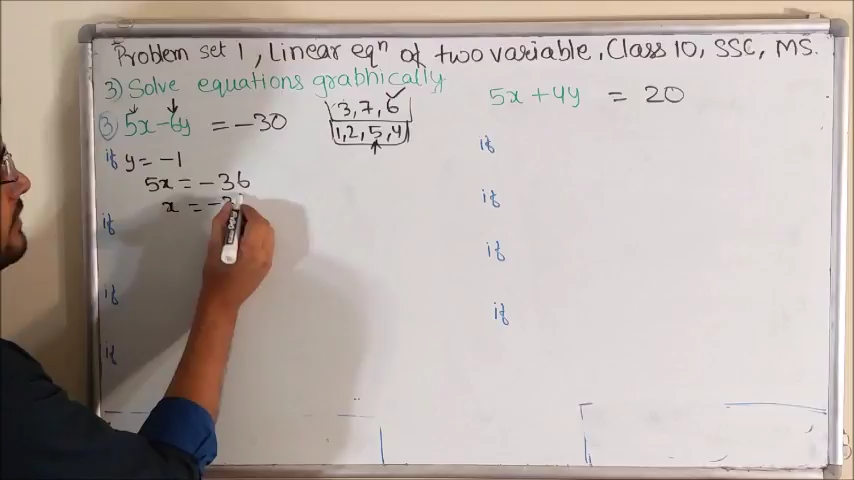 Problem set 1, Linear eqⁿ of two variable, Class 10, SSC, MS.
3) Solve equations graphically
3 5x-6y = -30
3,7,6
1,2,5,4
if y = -1
5x = -36
x = -3
if
if
if
5x + 4y = 20
if
if
if
if